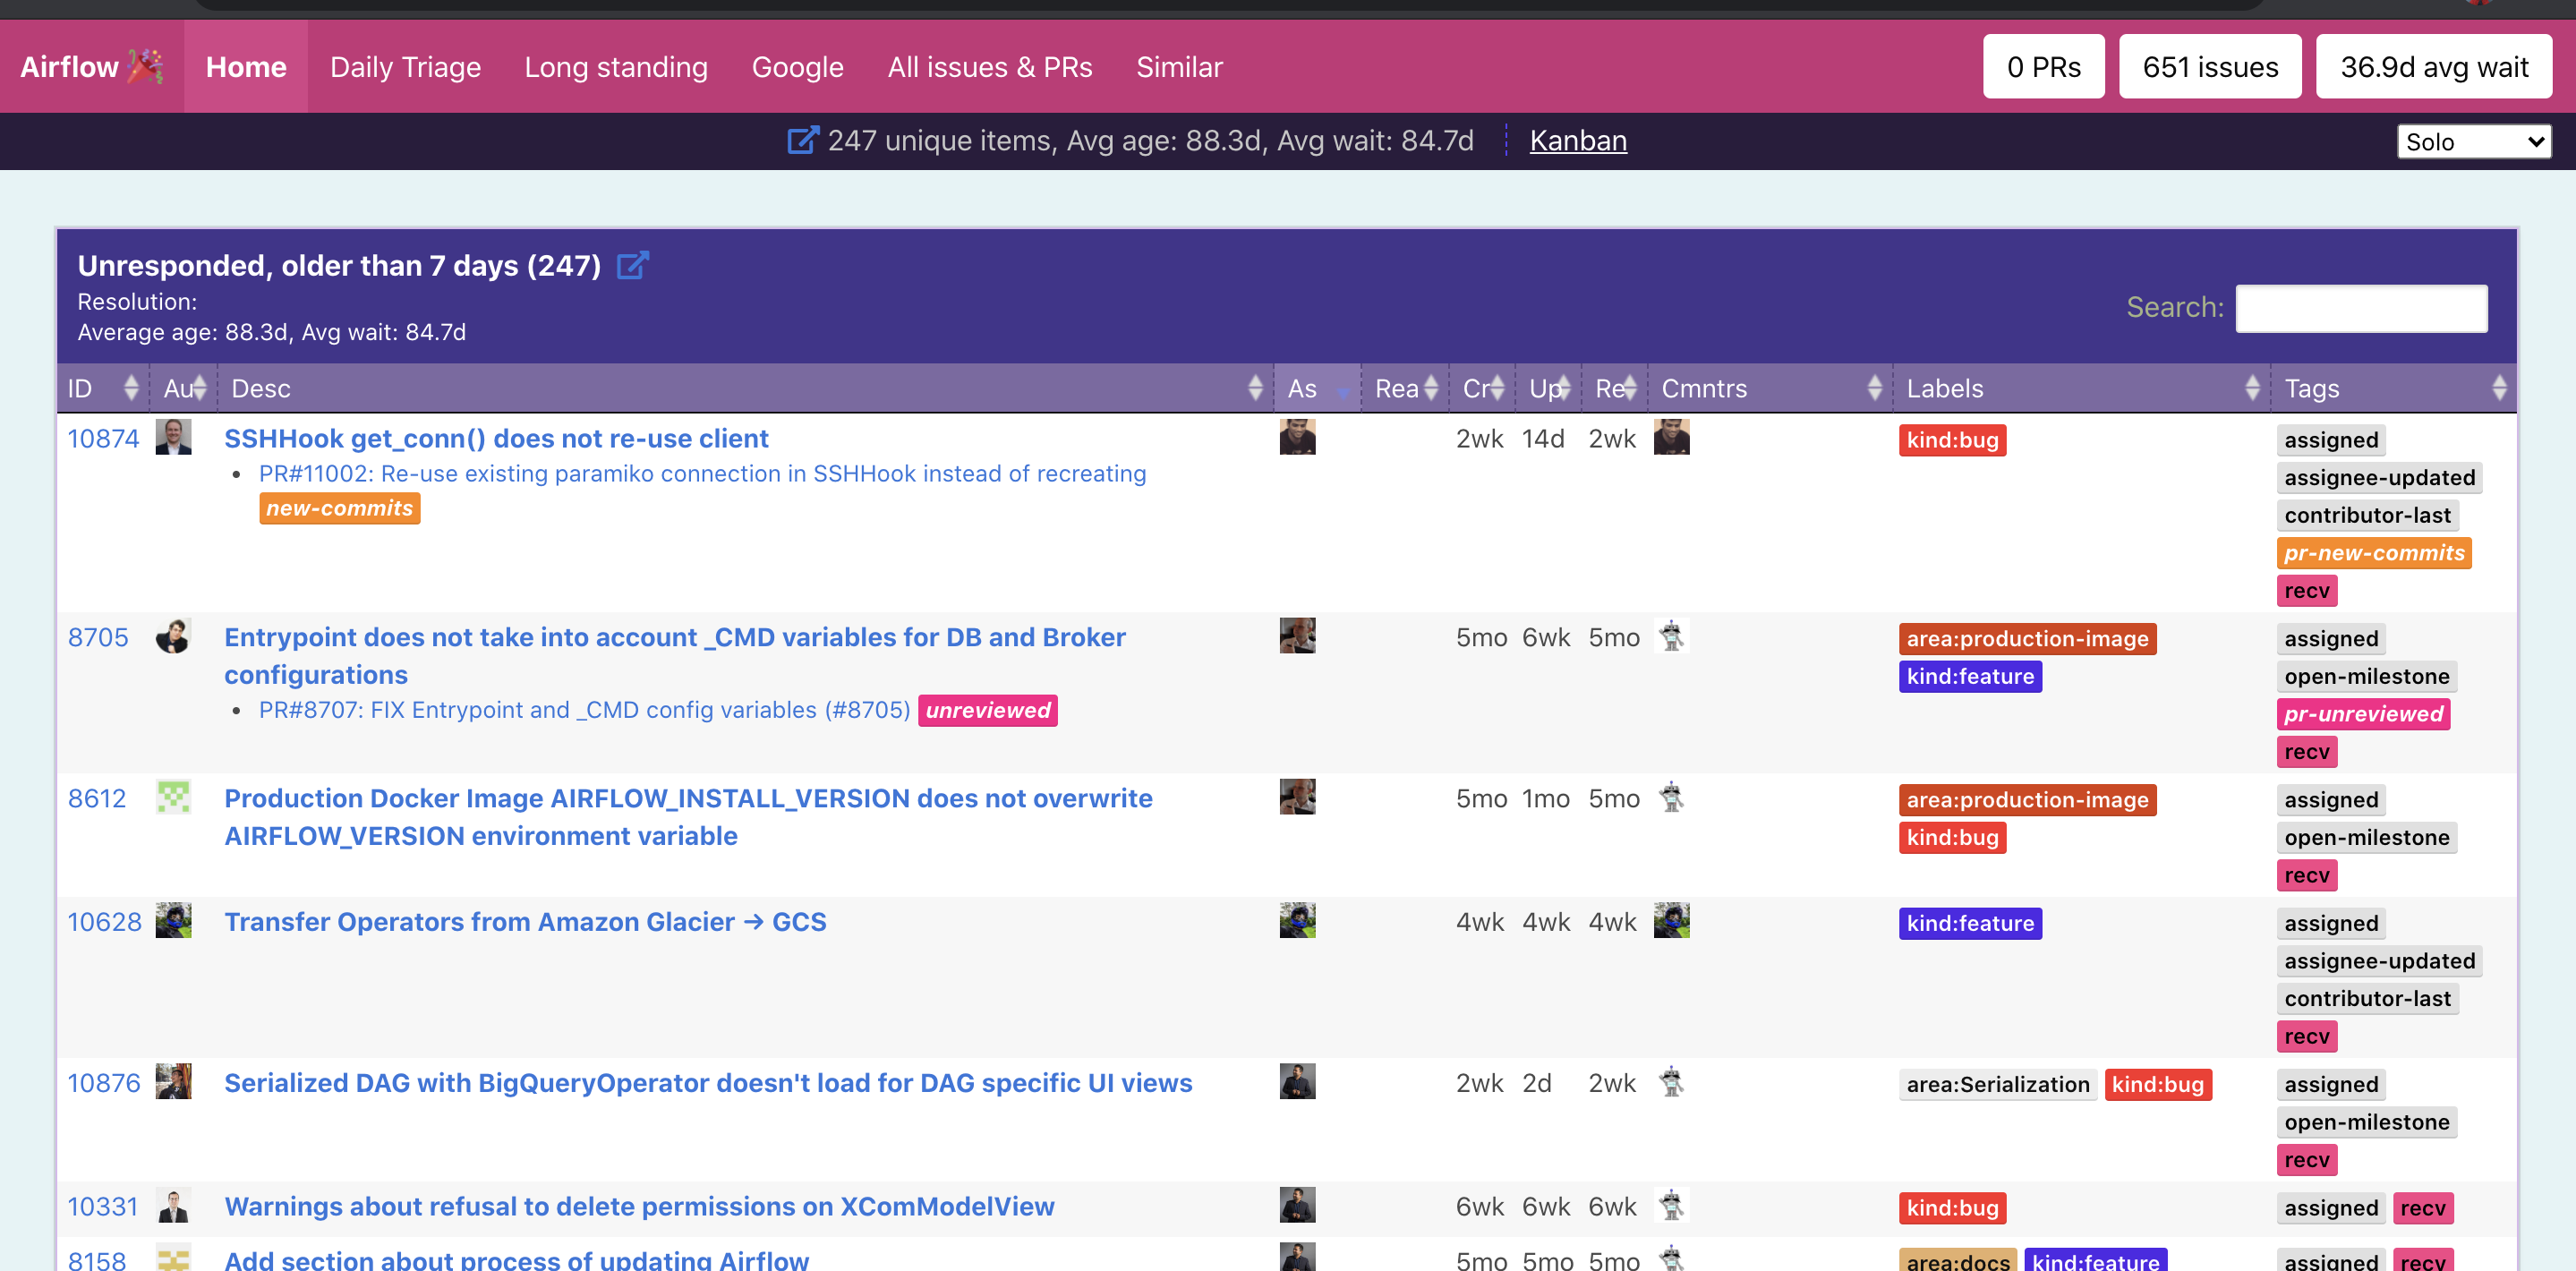 Airflow Home Daily Triage Long standing Google All issues & PRs Similar 0 PRs 651 issues 36.9d avg wait
247 unique items, Avg age: 88.3d, Avg wait: 84.7d Kanban Solo
Unresponded, older than 7 days (247)
Resolution:
Average age: 88.3d, Avg wait: 84.7d
Search:
ID Au Desc As Rea Cr Up Re Cmntrs Labels Tags
10874 SSHHook get_conn() does not re-use client 2wk 14d 2wk kind:bug assigned
PR#11002: Re-use existing paramiko connection in SSHHook instead of recreating assignee-updated
new-commits contributor-last
pr-new-commits
recv
8705 Entrypoint does not take into account _CMD variables for DB and Broker 5mo 6wk 5mo area:production-image assigned
configurations kind:feature open-milestone
PR#8707: FIX Entrypoint and _CMD config variables (#8705) unreviewed pr-unreviewed
recv
8612 Production Docker Image AIRFLOW_INSTALL_VERSION does not overwrite 5mo 1mo 5mo area:production-image assigned
AIRFLOW_VERSION environment variable kind:bug open-milestone
recv
10628 Transfer Operators from Amazon Glacier → GCS 4wk 4wk 4wk kind:feature assigned
assignee-updated
contributor-last
recv
10876 Serialized DAG with BigQueryOperator doesn't load for DAG specific UI views 2wk 2d 2wk area:Serialization kind:bug assigned
open-milestone
recv
10331 Warnings about refusal to delete permissions on XComModelView 6wk 6wk 6wk kind:bug assigned recv
8158 Add section about process of updating Airflow 5mo 5mo 5mo area:docs kind:feature assigned recv